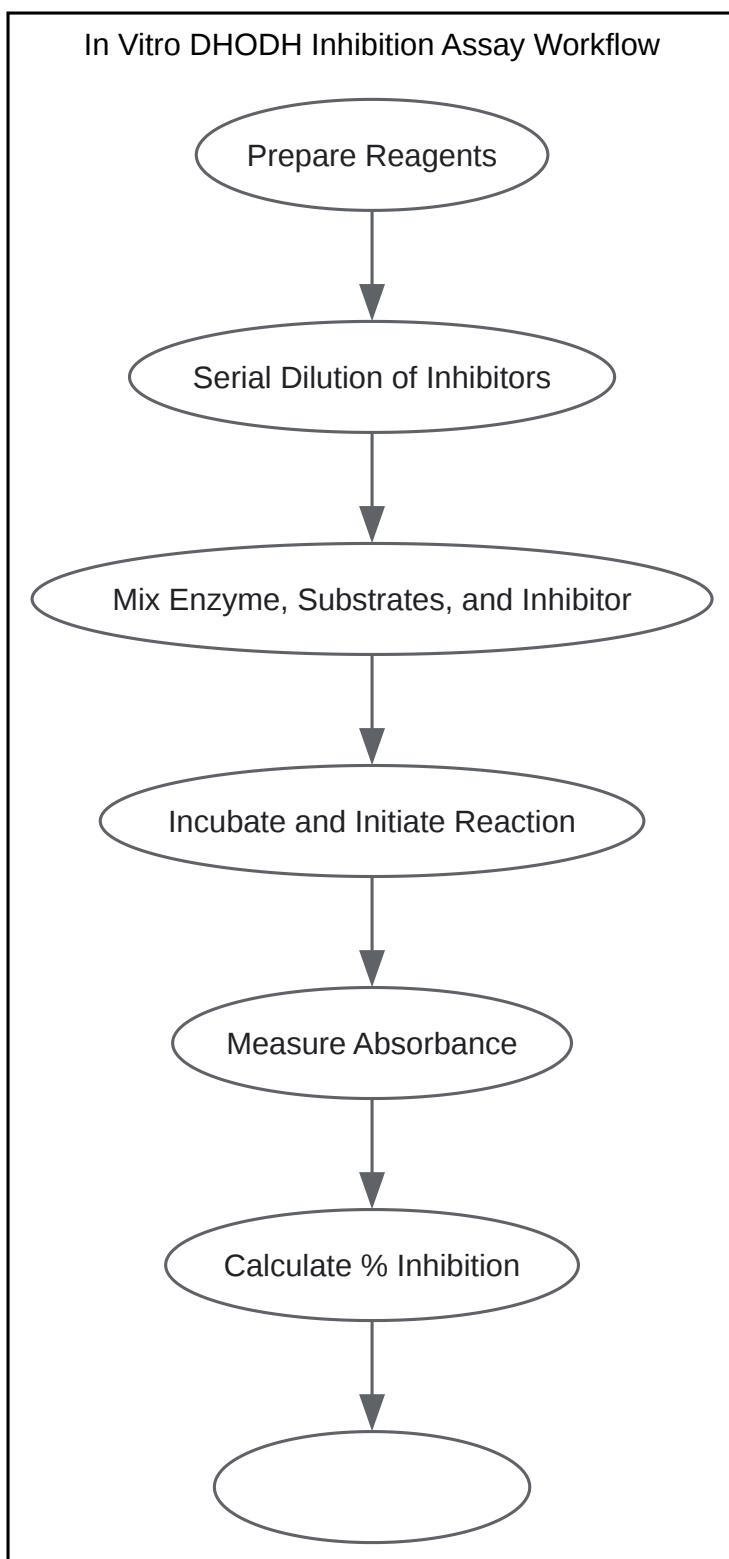 In Vitro DHODH Inhibition Assay Workflow
Prepare Reagents
Serial Dilution of Inhibitors
Mix Enzyme, Substrates, and Inhibitor
Incubate and Initiate Reaction
Measure Absorbance
Calculate % Inhibition